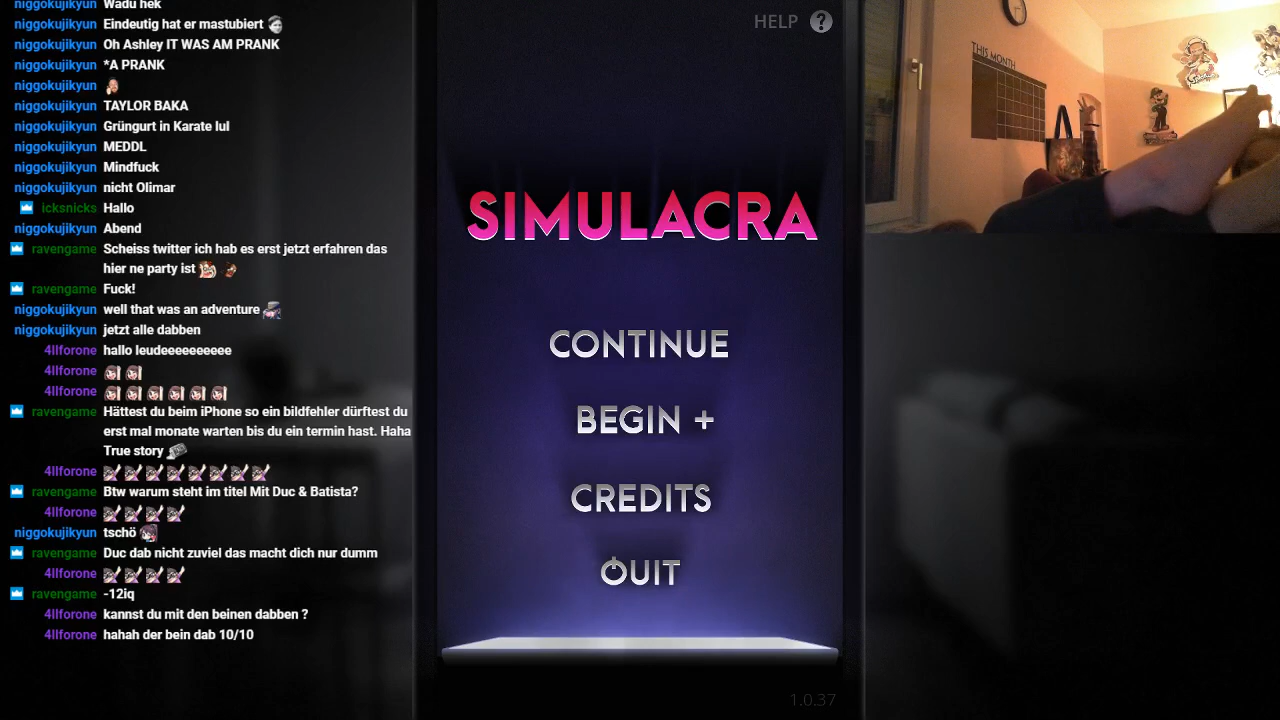 niggokujikyun Wadu hek
niggokujikyun Eindeutig hat er mastubiert
niggokujikyun Oh Ashley IT WAS AM PRANK
niggokujikyun *A PRANK
niggokujikyun
niggokujikyun TAYLOR BAKA
niggokujikyun Grüngurt in Karate lul
niggokujikyun MEDDL
niggokujikyun Mindfuck
niggokujikyun nicht Olimar
icksnicks Hallo
niggokujikyun Abend
ravengame Scheiss twitter ich hab es erst jetzt erfahren das
hier ne party ist
ravengame Fuck!
niggokujikyun well that was an adventure
niggokujikyun jetzt alle dabben
4llforone hallo leudeeeeeeeeee
4llforone
4llforone
ravengame Hättest du beim iPhone so ein bildfehler dürftest du
erst mal monate warten bis du ein termin hast. Haha
True story
4llforone
ravengame Btw warum steht im titel Mit Duc & Batista?
4llforone
niggokujikyun tschö
ravengame Duc dab nicht zuviel das macht dich nur dumm
4llforone
ravengame -12iq
4llforone kannst du mit den beinen dabben ?
4llforone hahah der bein dab 10/10
HELP ?
SIMULACRA
CONTINUE
BEGIN +
CREDITS
QUIT
1.0.37
THIS MONTH